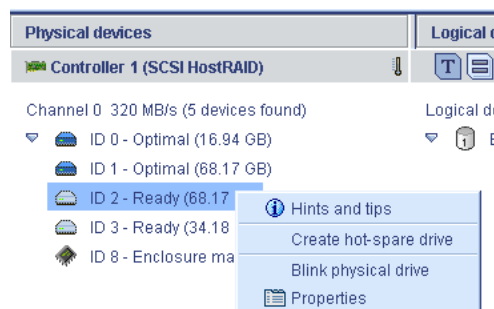 Physical devices
Logical
Controller 1 (SCSI HostRAID)
T
Channel 0 320 MB/s (5 devices found)
Logical
ID 0 - Optimal (16.94 GB)
1
ID 1 - Optimal (68.17 GB)
ID 2 - Ready (68.17
Hints and tips
ID 3 - Ready (34.18
Create hot-spare drive
ID 8 - Enclosure ma
Blink physical drive
Properties